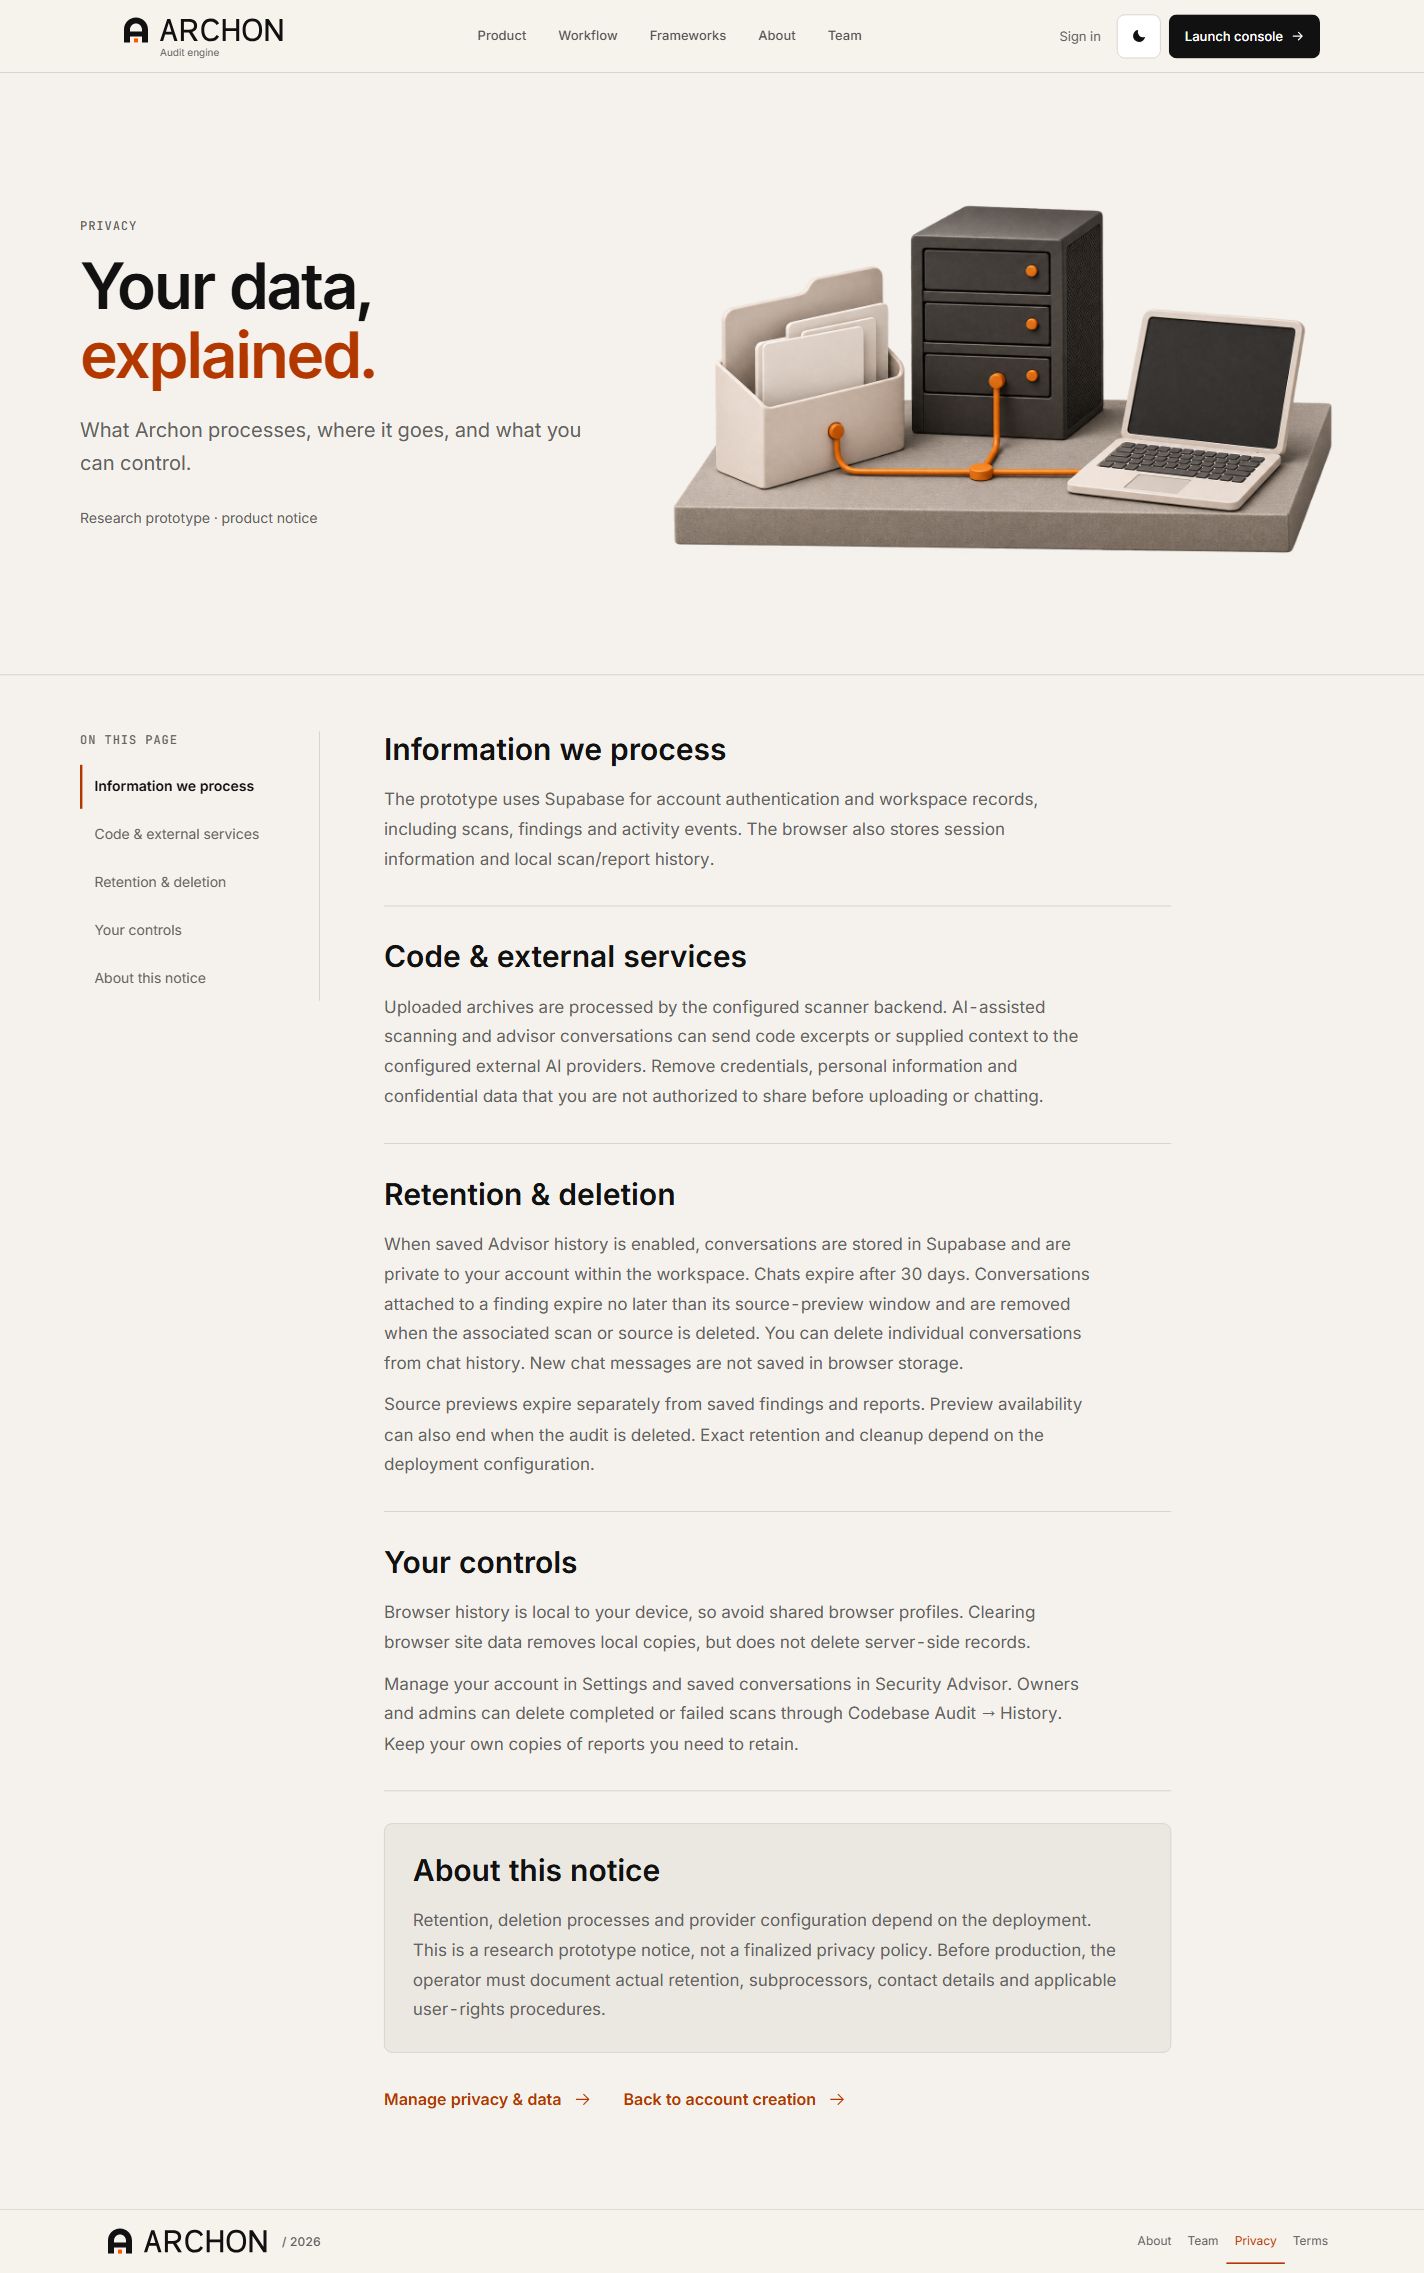 ARCHON
Audit engine
Product Workflow Frameworks About Team
Sign in
Launch console →
PRIVACY
Your data,
explained.
What Archon processes, where it goes, and what you
can control.
Research prototype · product notice
ON THIS PAGE
Information we process
Code & external services
Retention & deletion
Your controls
About this notice
Information we process
The prototype uses Supabase for account authentication and workspace records,
including scans, findings and activity events. The browser also stores session
information and local scan/report history.
Code & external services
Uploaded archives are processed by the configured scanner backend. AI-assisted
scanning and advisor conversations can send code excerpts or supplied context to the
configured external AI providers. Remove credentials, personal information and
confidential data that you are not authorized to share before uploading or chatting.
Retention & deletion
When saved Advisor history is enabled, conversations are stored in Supabase and are
private to your account within the workspace. Chats expire after 30 days. Conversations
attached to a finding expire no later than its source-preview window and are removed
when the associated scan or source is deleted. You can delete individual conversations
from chat history. New chat messages are not saved in browser storage.
Source previews expire separately from saved findings and reports. Preview availability
can also end when the audit is deleted. Exact retention and cleanup depend on the
deployment configuration.
Your controls
Browser history is local to your device, so avoid shared browser profiles. Clearing
browser site data removes local copies, but does not delete server-side records.
Manage your account in Settings and saved conversations in Security Advisor. Owners
and admins can delete completed or failed scans through Codebase Audit → History.
Keep your own copies of reports you need to retain.
About this notice
Retention, deletion processes and provider configuration depend on the deployment.
This is a research prototype notice, not a finalized privacy policy. Before production, the
operator must document actual retention, subprocessors, contact details and applicable
user-rights procedures.
Manage privacy & data → Back to account creation →
ARCHON / 2026
About Team Privacy Terms